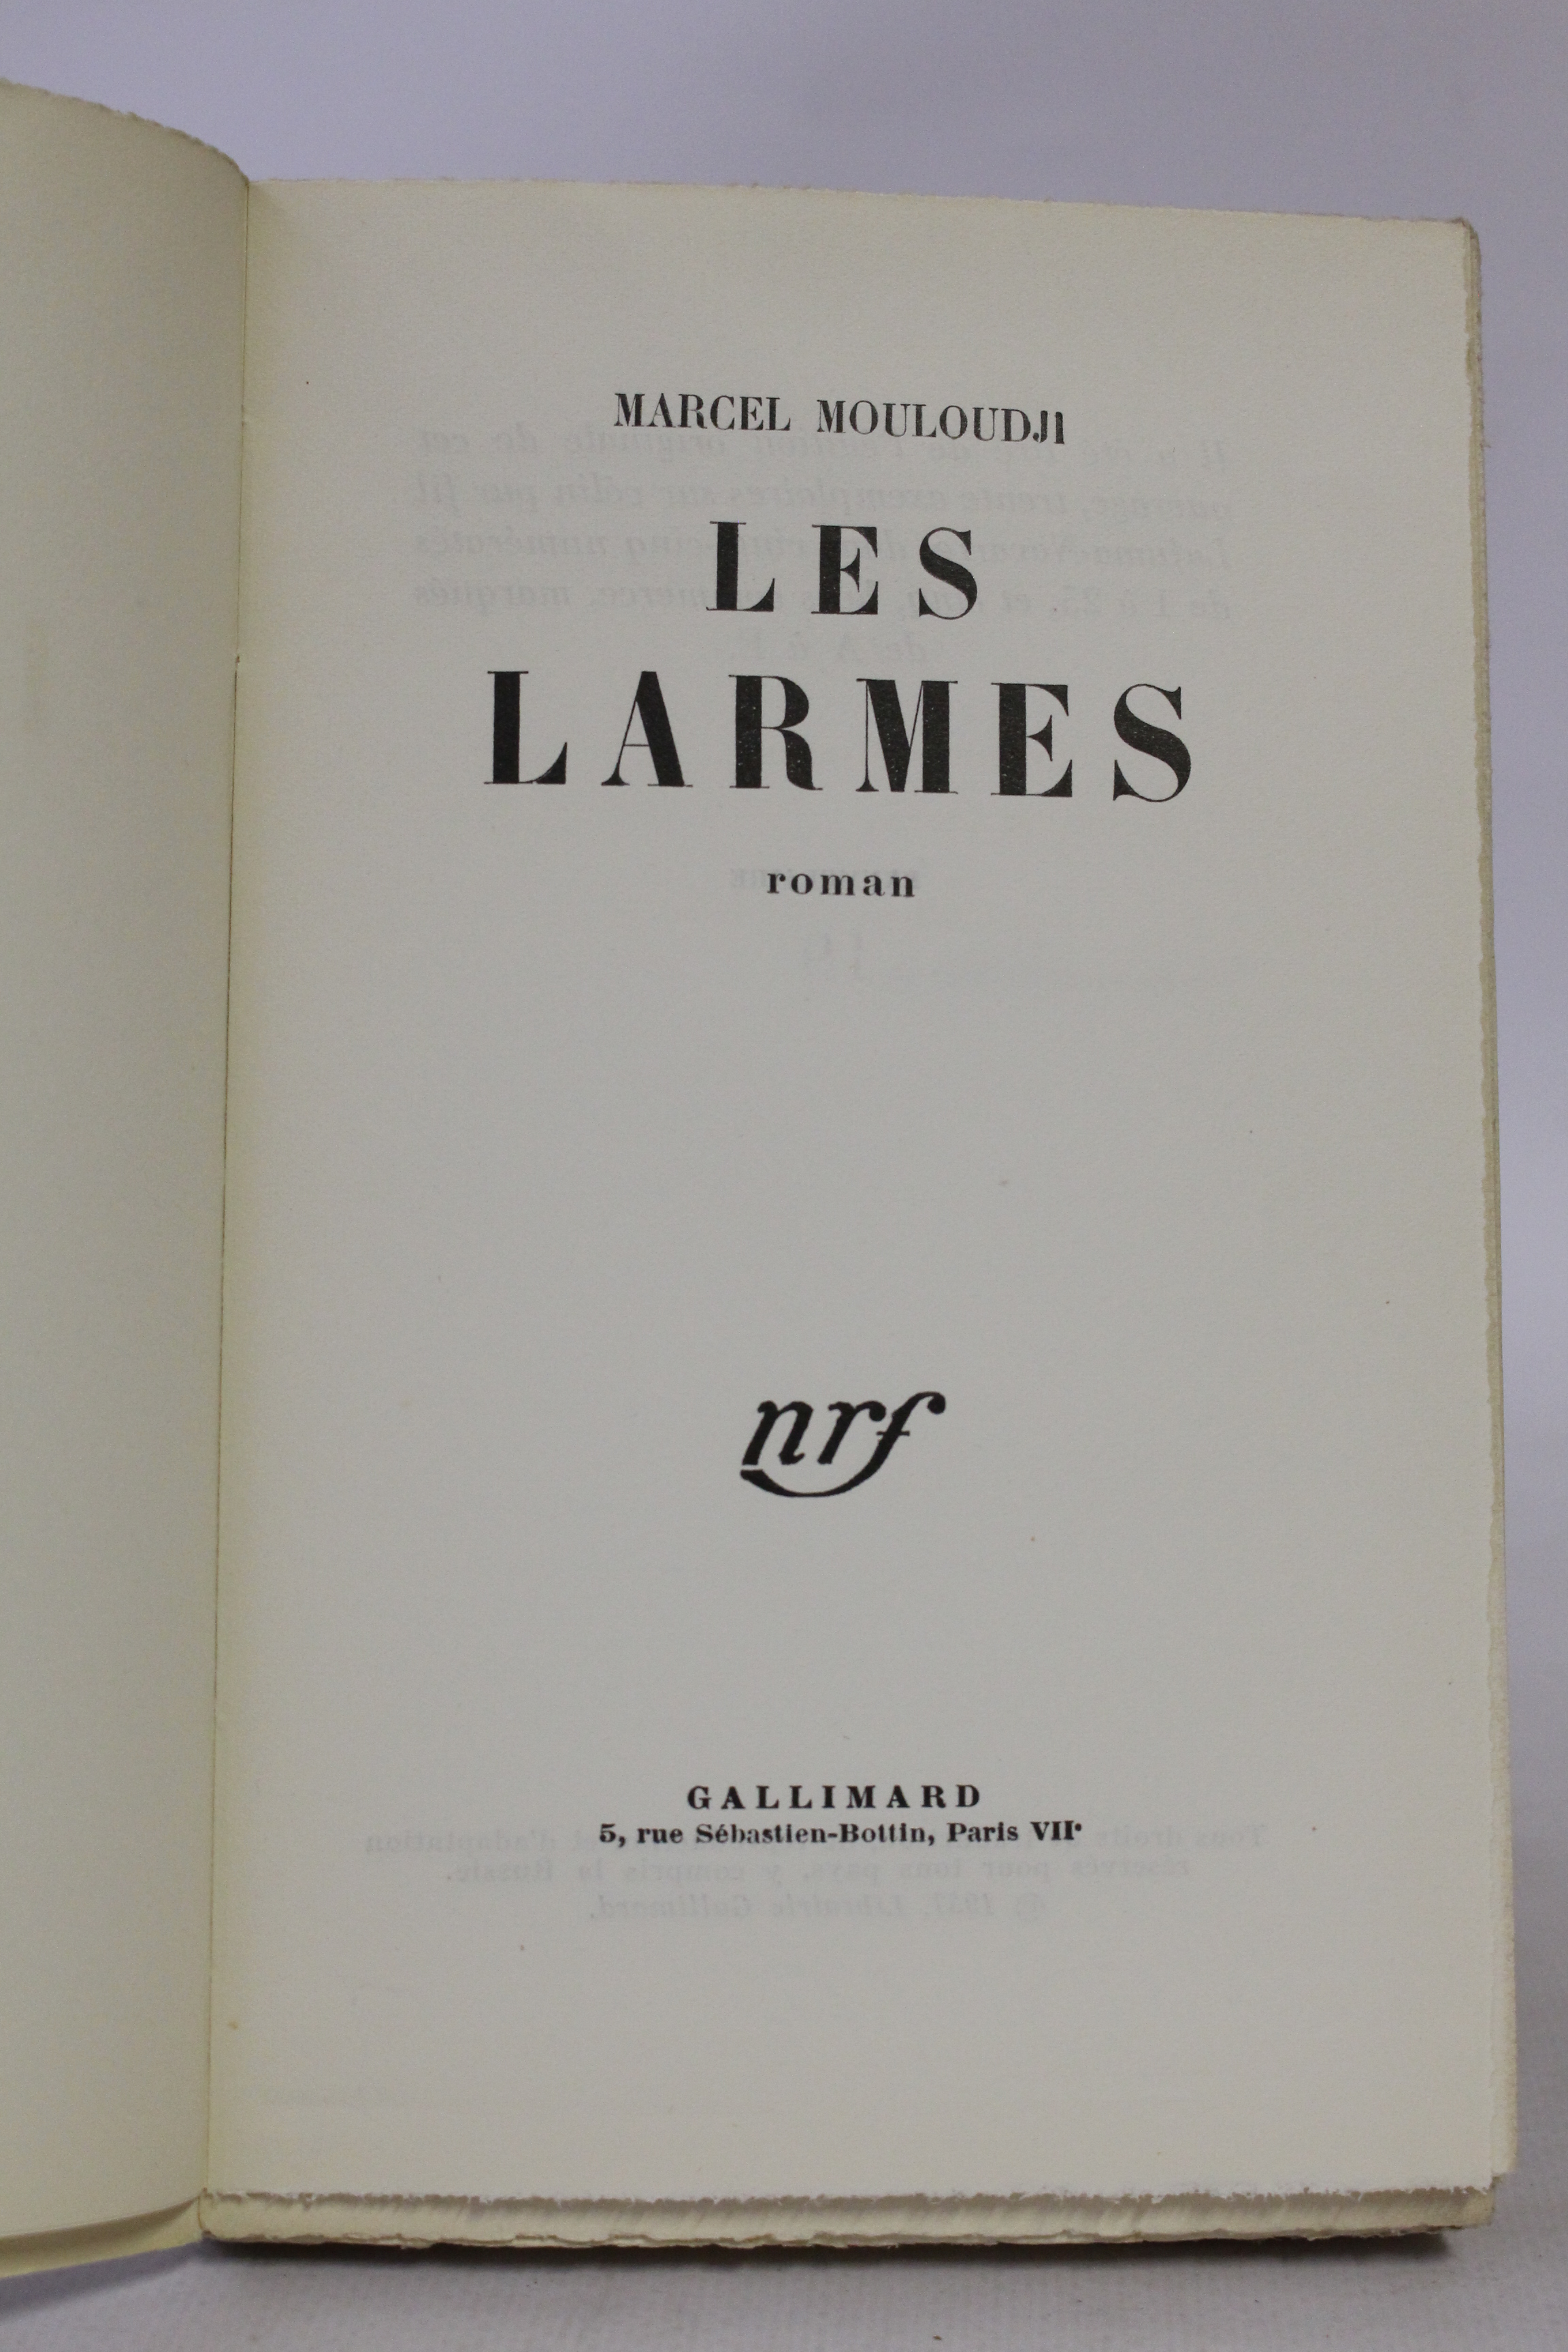 MARCEL MOULOUDJI
LES
LARMES
roman
nrf
GALLIMARD
5, rue Sébastien-Bottin, Paris VIIe